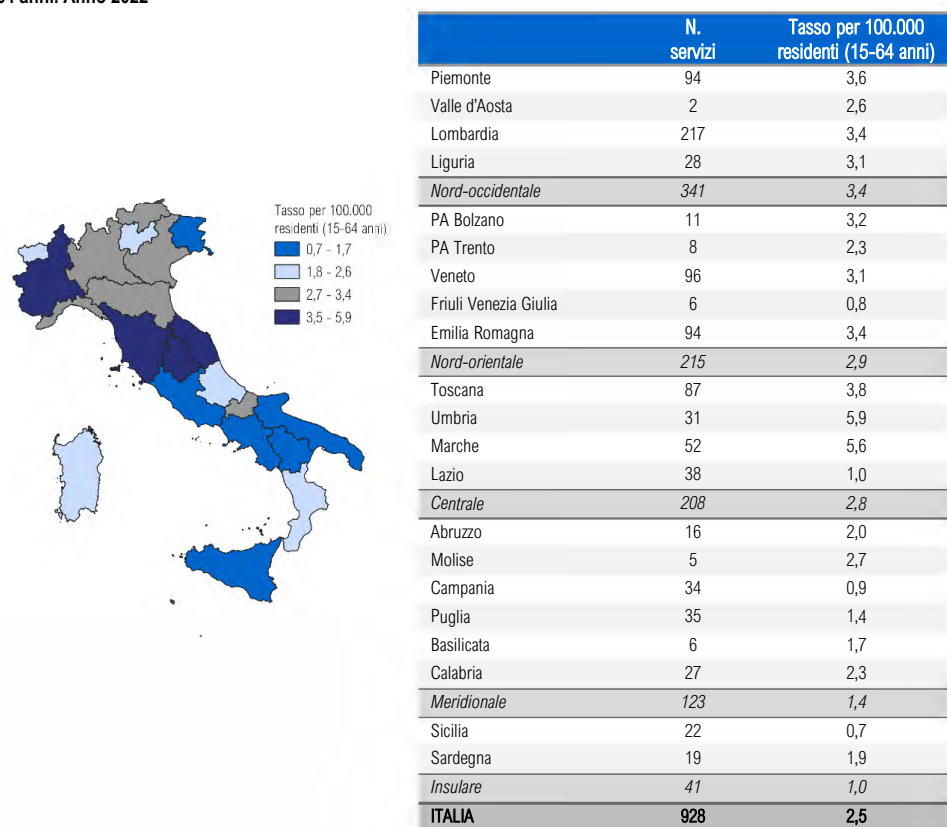 Anno 2022
N. servizi
Tasso per 100.000 residenti (15-64 anni)
Piemonte 94 3,6
Valle d'Aosta 2 2,6
Lombardia 217 3,4
Liguria 28 3,1
Nord-occidentale 341 3,4
PA Bolzano 11 3,2
PA Trento 8 2,3
Veneto 96 3,1
Friuli Venezia Giulia 6 0,8
Emilia Romagna 94 3,4
Nord-orientale 215 2,9
Toscana 87 3,8
Umbria 31 5,9
Marche 52 5,6
Lazio 38 1,0
Centrale 208 2,8
Abruzzo 16 2,0
Molise 5 2,7
Campania 34 0,9
Puglia 35 1,4
Basilicata 6 1,7
Calabria 27 2,3
Meridionale 123 1,4
Sicilia 22 0,7
Sardegna 19 1,9
Insulare 41 1,0
ITALIA 928 2,5
Tasso per 100.000
residenti (15-64 anni)
0,7 - 1,7
1,8 - 2,6
2,7 - 3,4
3,5 - 5,9